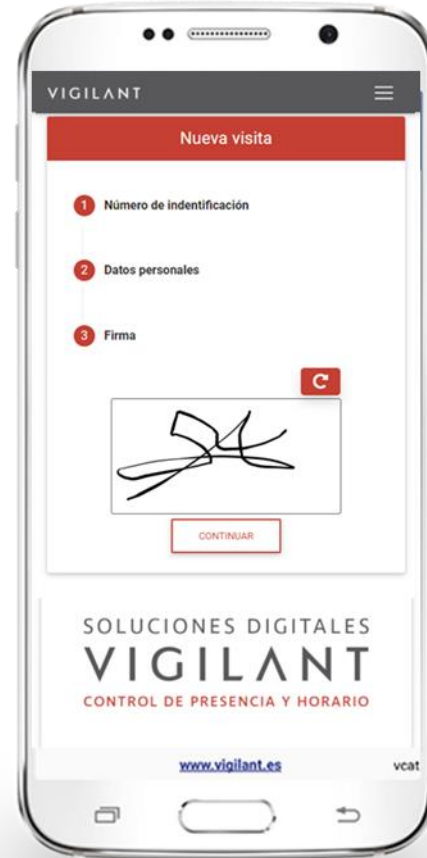 VIGILANT
Nueva visita
1 Número de indentificación
2 Datos personales
3 Firma
CONTINUAR
SOLUCIONES DIGITALES
VIGILANT
CONTROL DE PRESENCIA Y HORARIO
www.vigilant.es
vcat